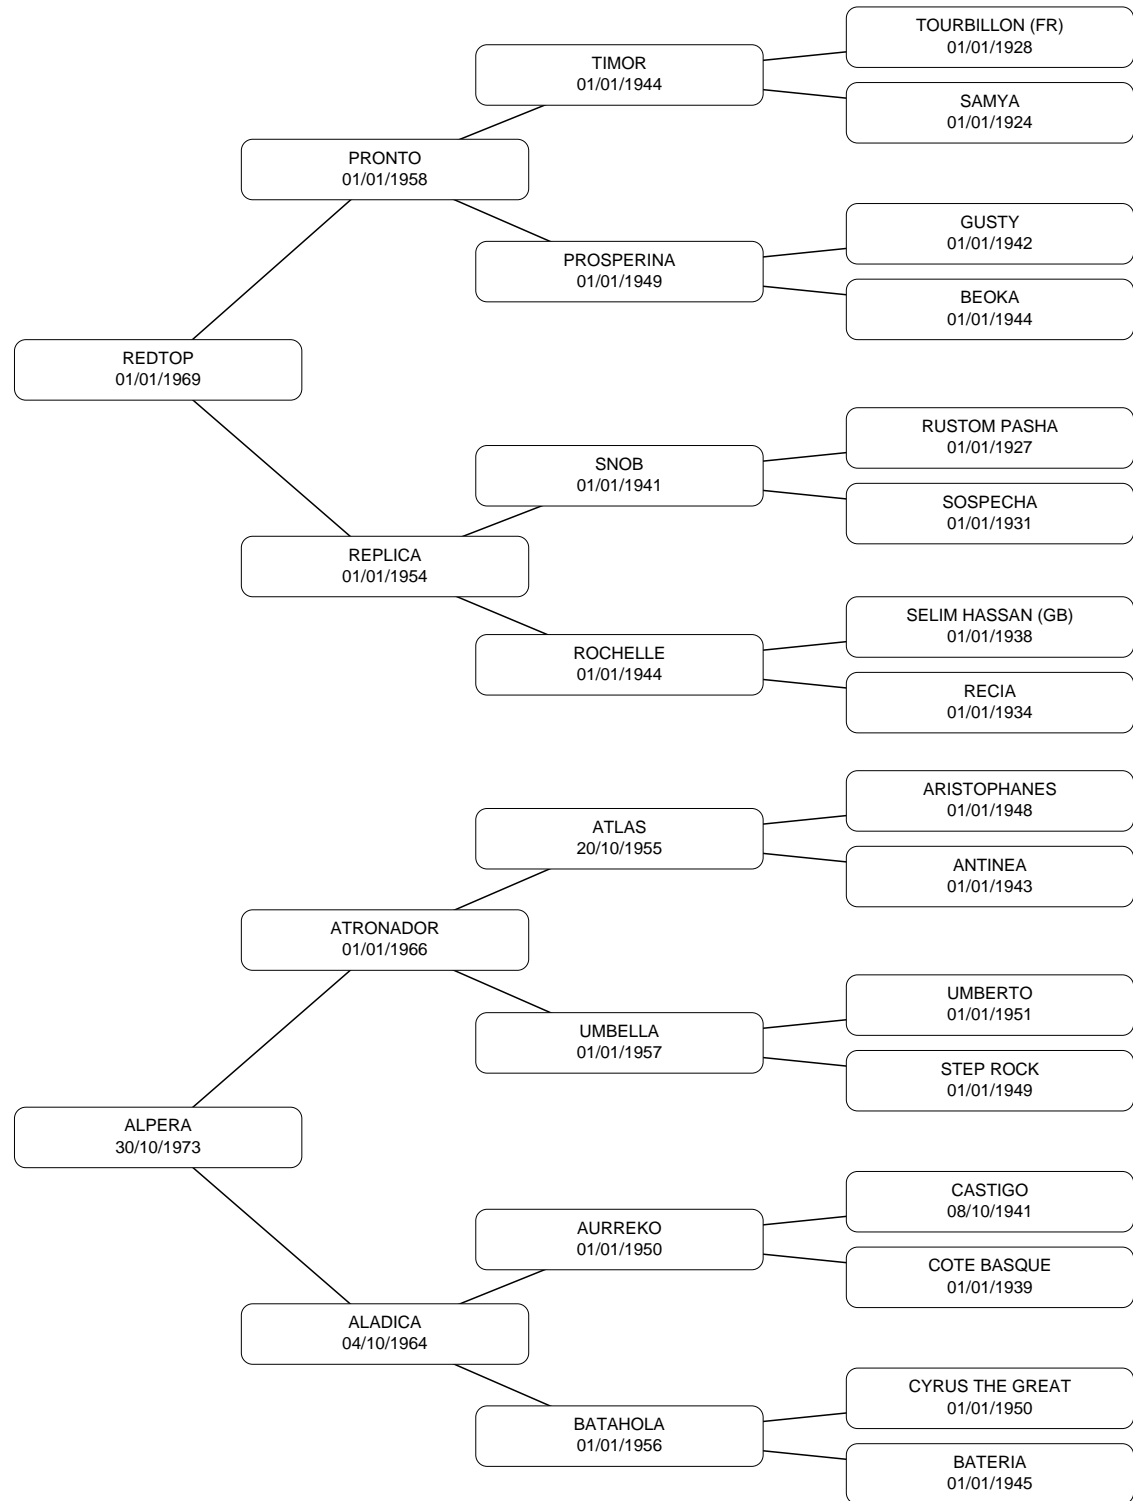 TOURBILLON (FR)
01/01/1928
TIMOR
01/01/1944
SAMYA
01/01/1924
PRONTO
01/01/1958
GUSTY
01/01/1942
PROSPERINA
01/01/1949
BEOKA
01/01/1944
REDTOP
01/01/1969
RUSTOM PASHA
01/01/1927
SNOB
01/01/1941
SOSPECHA
01/01/1931
REPLICA
01/01/1954
SELIM HASSAN (GB)
01/01/1938
ROCHELLE
01/01/1944
RECIA
01/01/1934
ARISTOPHANES
01/01/1948
ATLAS
20/10/1955
ANTINEA
01/01/1943
ATRONADOR
01/01/1966
UMBERTO
01/01/1951
UMBELLA
01/01/1957
STEP ROCK
01/01/1949
ALPERA
30/10/1973
CASTIGO
08/10/1941
AURREKO
01/01/1950
COTE BASQUE
01/01/1939
ALADICA
04/10/1964
CYRUS THE GREAT
01/01/1950
BATAHOLA
01/01/1956
BATERIA
01/01/1945